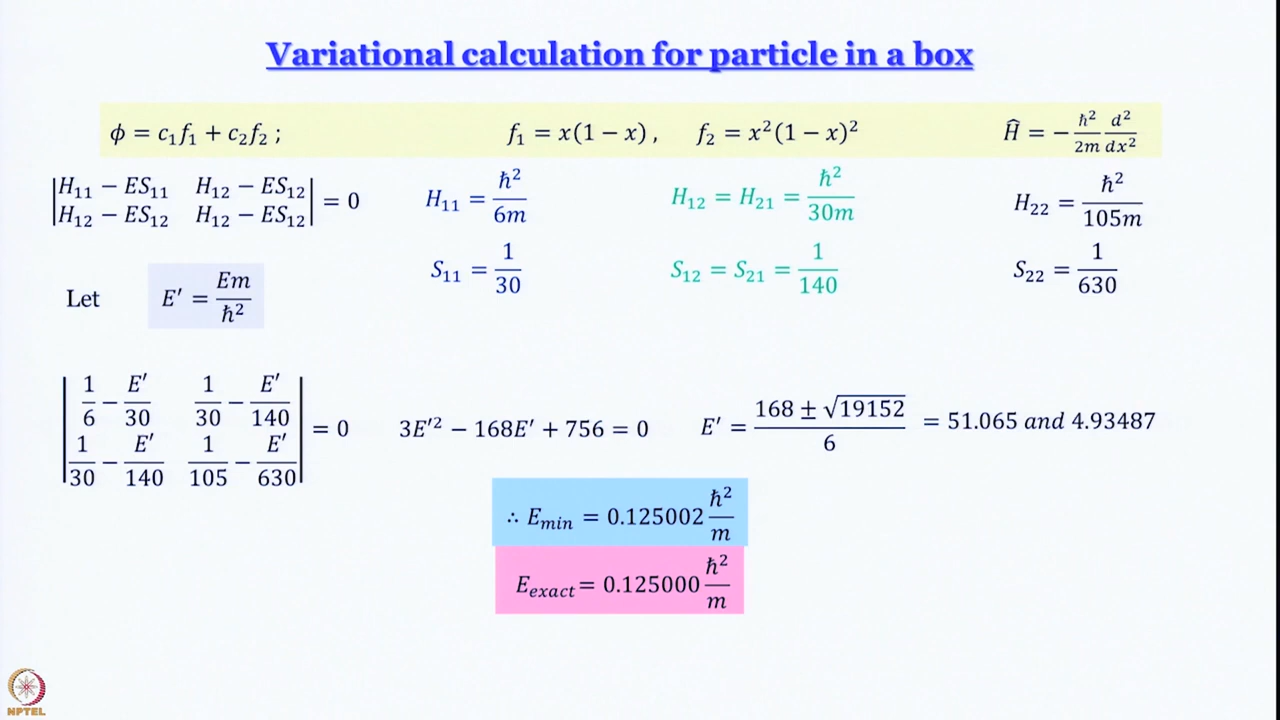 Variational calculation for particle in a box
ϕ = c₁f₁ + c₂f₂ ; f₁ = x(1 − x) , f₂ = x²(1 − x)² Ĥ = −ħ²/2m d²/dx²
|H₁₁ − ES₁₁ H₁₂ − ES₁₂|
|H₁₂ − ES₁₂ H₁₂ − ES₁₂| = 0
H₁₁ = ħ²/6m
H₁₂ = H₂₁ = ħ²/30m
H₂₂ = ħ²/105m
S₁₁ = 1/30
S₁₂ = S₂₁ = 1/140
S₂₂ = 1/630
Let E′ = Em/ħ²
|1/6 − E′/30 1/30 − E′/140|
|1/30 − E′/140 1/105 − E′/630| = 0
3E′² − 168E′ + 756 = 0
E′ = (168 ± √19152)/6 = 51.065 and 4.93487
∴ Eₘᵢₙ = 0.125002 ħ²/m
E_exact = 0.125000 ħ²/m
NPTEL